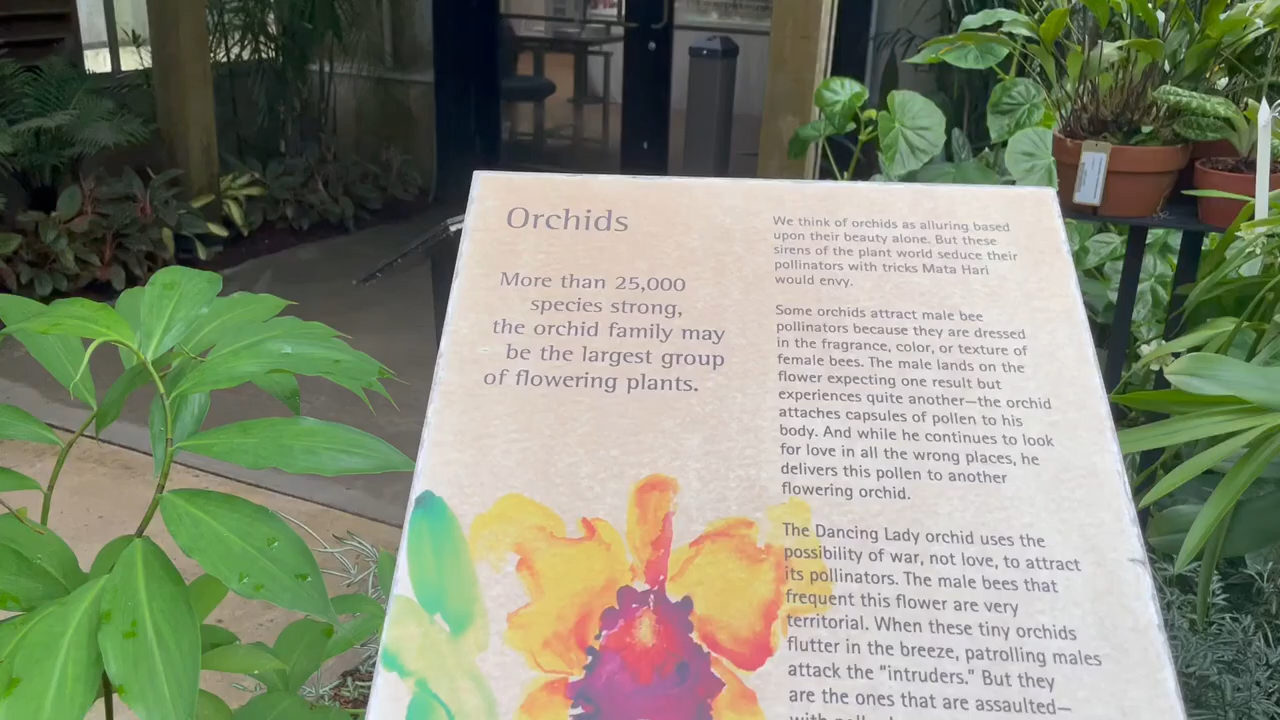 Orchids
More than 25,000
species strong,
the orchid family may
be the largest group
of flowering plants.
We think of orchids as alluring based
upon their beauty alone. But these
sirens of the plant world seduce their
pollinators with tricks Mata Hari
would envy.
Some orchids attract male bee
pollinators because they are dressed
in the fragrance, color, or texture of
female bees. The male lands on the
flower expecting one result but
experiences quite another—the orchid
attaches capsules of pollen to his
body. And while he continues to look
for love in all the wrong places, he
delivers this pollen to another
flowering orchid.
The Dancing Lady orchid uses the
possibility of war, not love, to attract
its pollinators. The male bees that
frequent this flower are very
territorial. When these tiny orchids
flutter in the breeze, patrolling males
attack the "intruders." But they
are the ones that are assaulted—
with